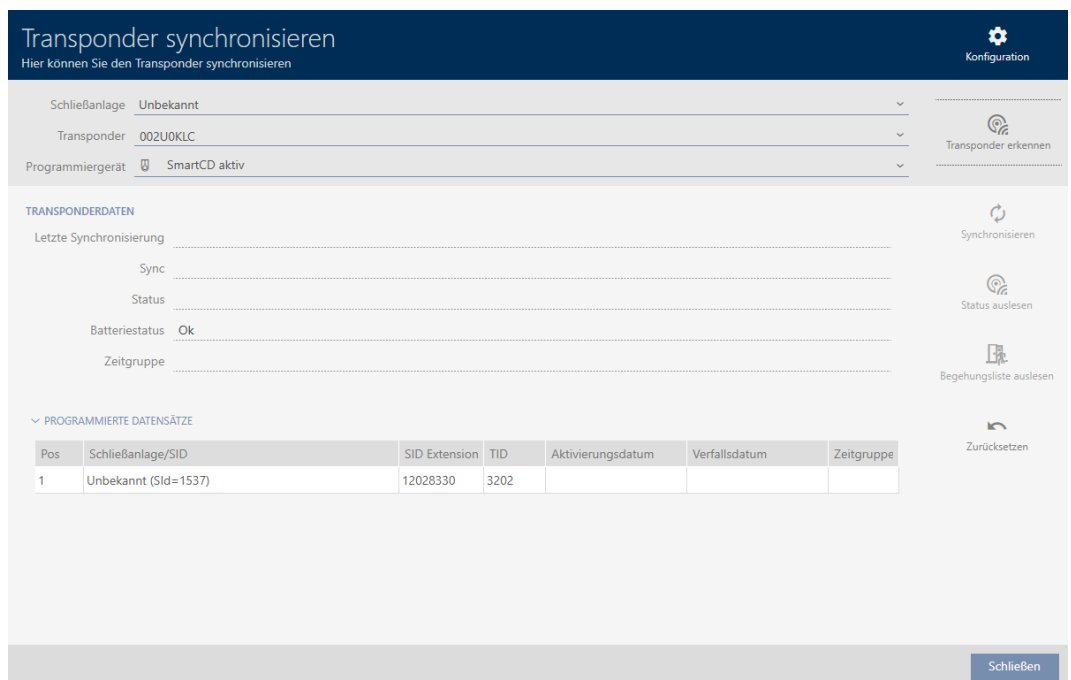 Transponder synchronisieren
Hier können Sie den Transponder synchronisieren
Konfiguration
Schließanlage Unbekannt
Transponder 002U0KLC
Programmiergerät SmartCD aktiv
Transponder erkennen
TRANSPONDERDATEN
Letzte Synchronisierung
Sync
Status
Batteriestatus Ok
Zeitgruppe
Synchronisieren
Status auslesen
Begehungsliste auslesen
Zurücksetzen
PROGRAMMIERTE DATENSÄTZE
Pos Schließanlage/SID SID Extension TID Aktivierungsdatum Verfallsdatum Zeitgruppe
1 Unbekannt (SId=1537) 12028330 3202
Schließen